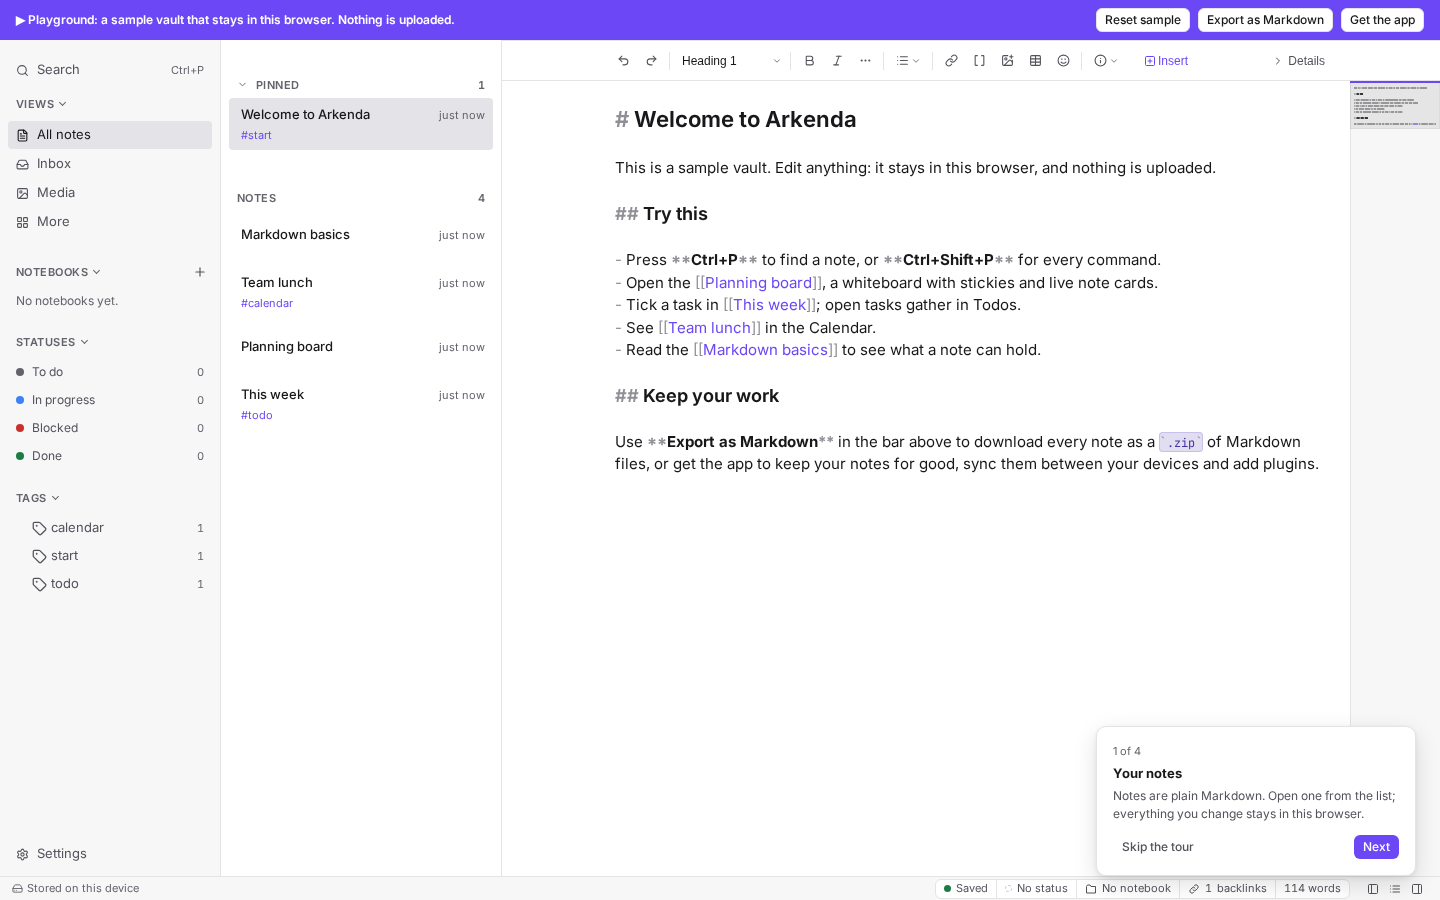 ▶ Playground: a sample vault that stays in this browser. Nothing is uploaded.
Reset sample
Export as Markdown
Get the app
Search
Ctrl+P
VIEWS
All notes
Inbox
Media
More
NOTEBOOKS
No notebooks yet.
STATUSES
To do 0
In progress 0
Blocked 0
Done 0
TAGS
calendar 1
start 1
todo 1
Settings
PINNED 1
Welcome to Arkenda just now
#start
NOTES 4
Markdown basics just now
Team lunch just now
#calendar
Planning board just now
This week just now
#todo
Heading 1
Insert
Details
# Welcome to Arkenda
This is a sample vault. Edit anything: it stays in this browser, and nothing is uploaded.
## Try this
- Press **Ctrl+P** to find a note, or **Ctrl+Shift+P** for every command.
- Open the [[Planning board]], a whiteboard with stickies and live note cards.
- Tick a task in [[This week]]; open tasks gather in Todos.
- See [[Team lunch]] in the Calendar.
- Read the [[Markdown basics]] to see what a note can hold.
## Keep your work
Use **Export as Markdown** in the bar above to download every note as a `.zip` of Markdown
files, or get the app to keep your notes for good, sync them between your devices and add plugins.
1 of 4
Your notes
Notes are plain Markdown. Open one from the list;
everything you change stays in this browser.
Skip the tour
Next
Stored on this device
Saved
No status
No notebook
1 backlinks
114 words